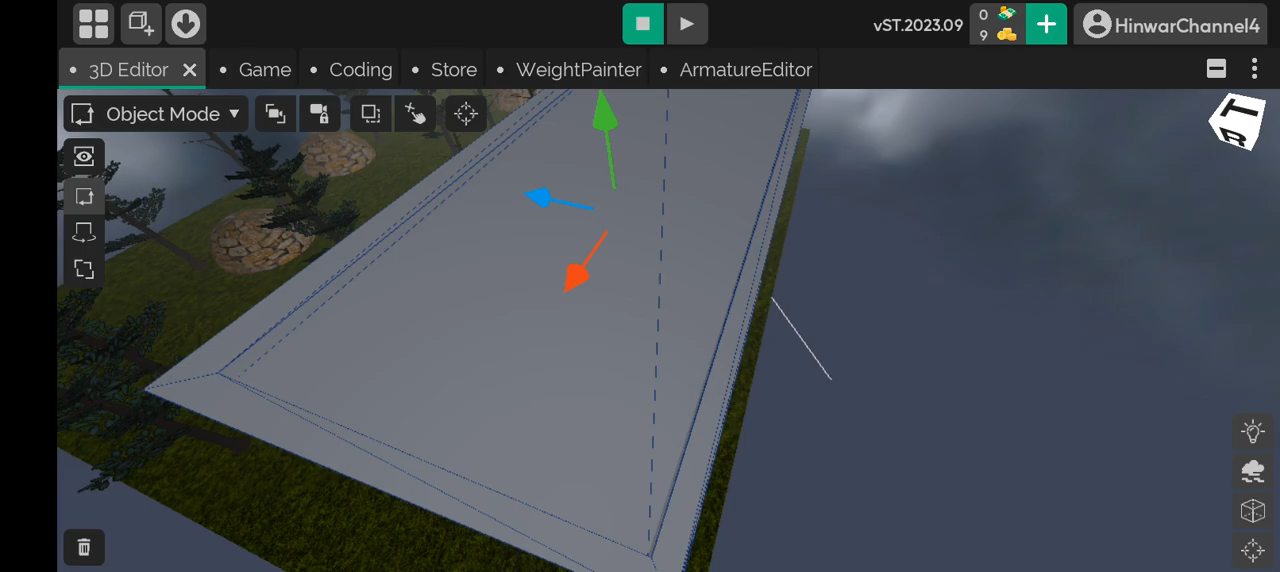 vST.2023.09
0
9
HinwarChannel4
3D Editor
Game
Coding
Store
WeightPainter
ArmatureEditor
Object Mode
T
R